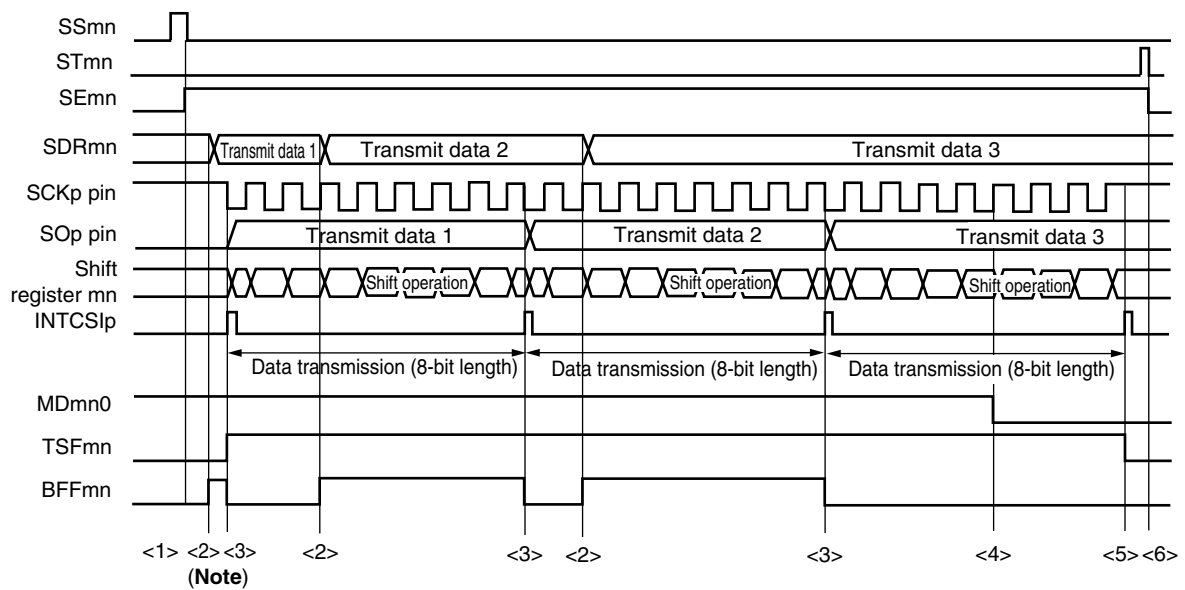 SSmn
STmn
SEmn
SDRmn Transmit data 1 Transmit data 2 Transmit data 3
SCKp pin
SOp pin Transmit data 1 Transmit data 2 Transmit data 3
Shift
register mn Shift operation Shift operation Shift operation
INTCSIp
Data transmission (8-bit length) Data transmission (8-bit length) Data transmission (8-bit length)
MDmn0
TSFmn
BFFmn
<1> <2> <3> <2> <3> <2> <3> <4> <5> <6>
(Note)